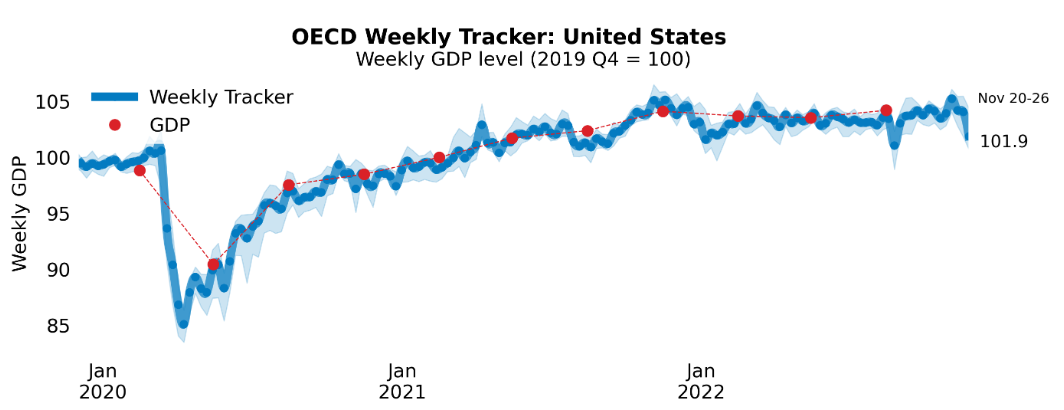 OECD Weekly Tracker: United States
Weekly GDP level (2019 Q4 = 100)
Weekly Tracker
GDP
Weekly GDP
105
100
95
90
85
Nov 20-26
101.9
Jan
2020
Jan
2021
Jan
2022